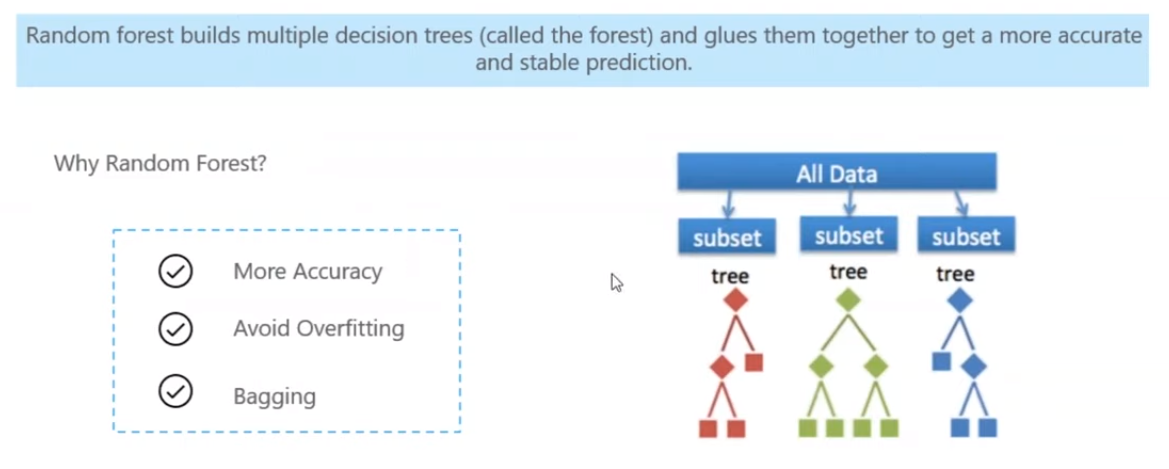 Random forest builds multiple decision trees (called the forest) and glues them together to get a more accurate
and stable prediction.
Why Random Forest?
More Accuracy
Avoid Overfitting
Bagging
All Data
subset
subset
subset
tree
tree
tree